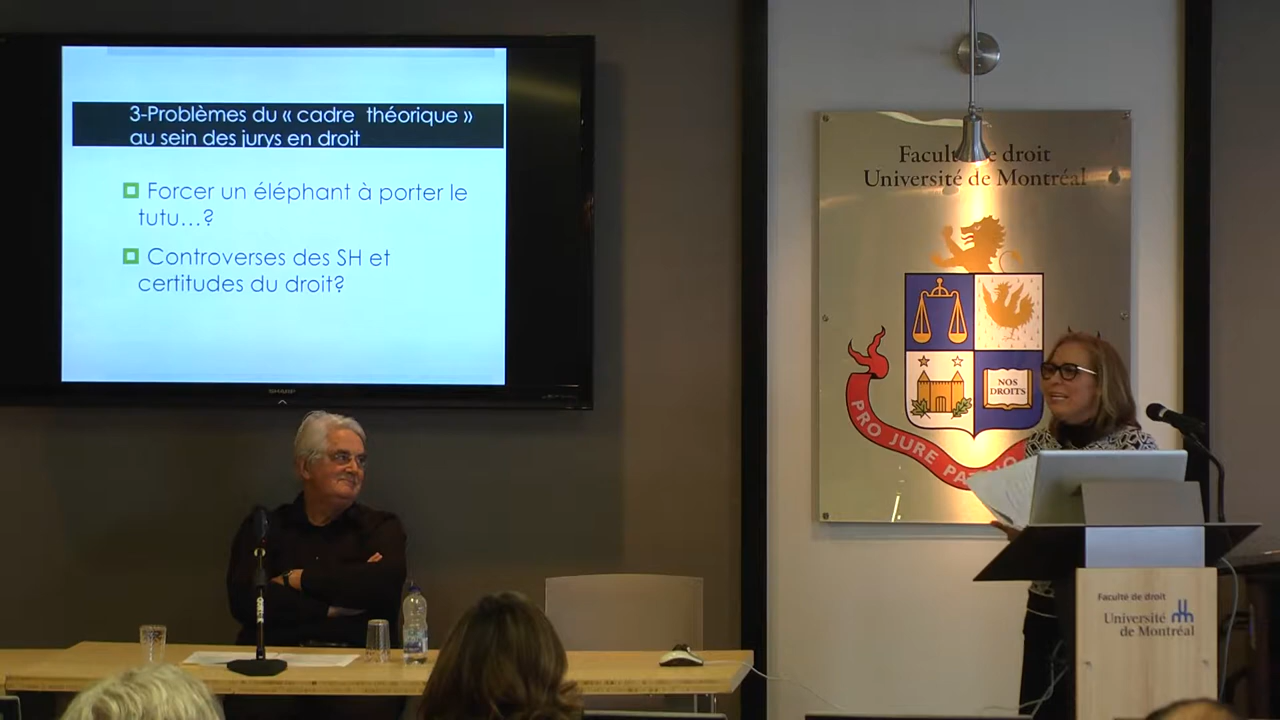 3-Problèmes du « cadre théorique »
au sein des jurys en droit
Forcer un éléphant à porter le
tutu...?
Controverses des SH et
certitudes du droit?
SHARP
de droit
Université de Montréal
NOS
DROITS
PRO JURE
Faculté de droit
Université
de Montréal